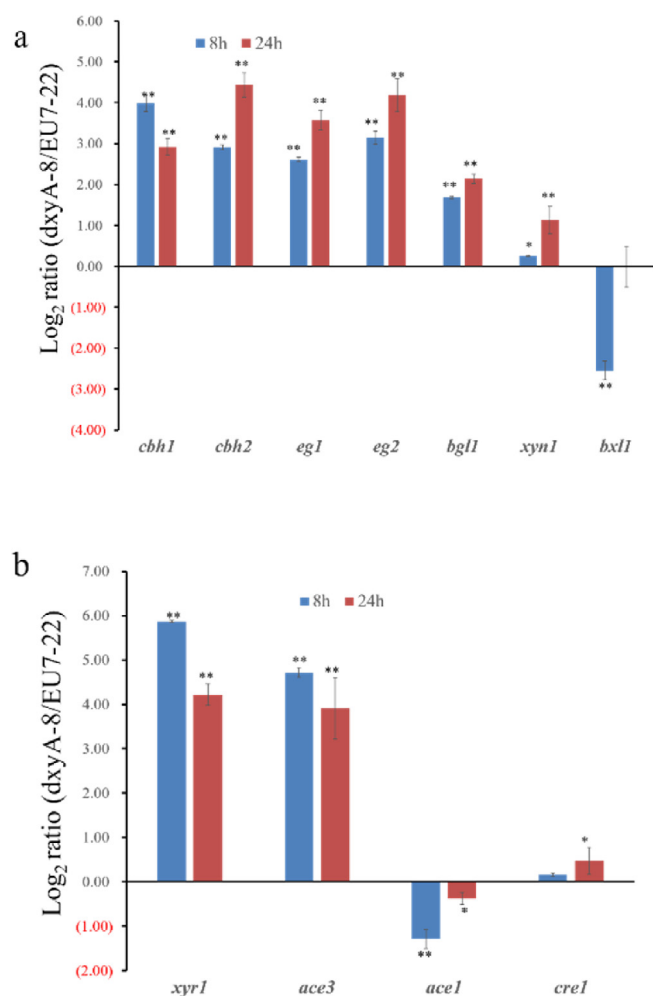 a
Log₂ ratio (dxyA-8/EU7-22)
8h 24h
6.00
5.00
4.00
3.00
2.00
1.00
0.00
(1.00)
(2.00)
(3.00)
(4.00)
** ** ** ** ** ** ** ** ** ** * ** **
cbh1 cbh2 eg1 eg2 bgl1 xyn1 bxl1
b
Log₂ ratio (dxyA-8/EU7-22)
8h 24h
7.00
6.00
5.00
4.00
3.00
2.00
1.00
0.00
(1.00)
(2.00)
** ** ** ** ** * *
xyr1 ace3 ace1 cre1